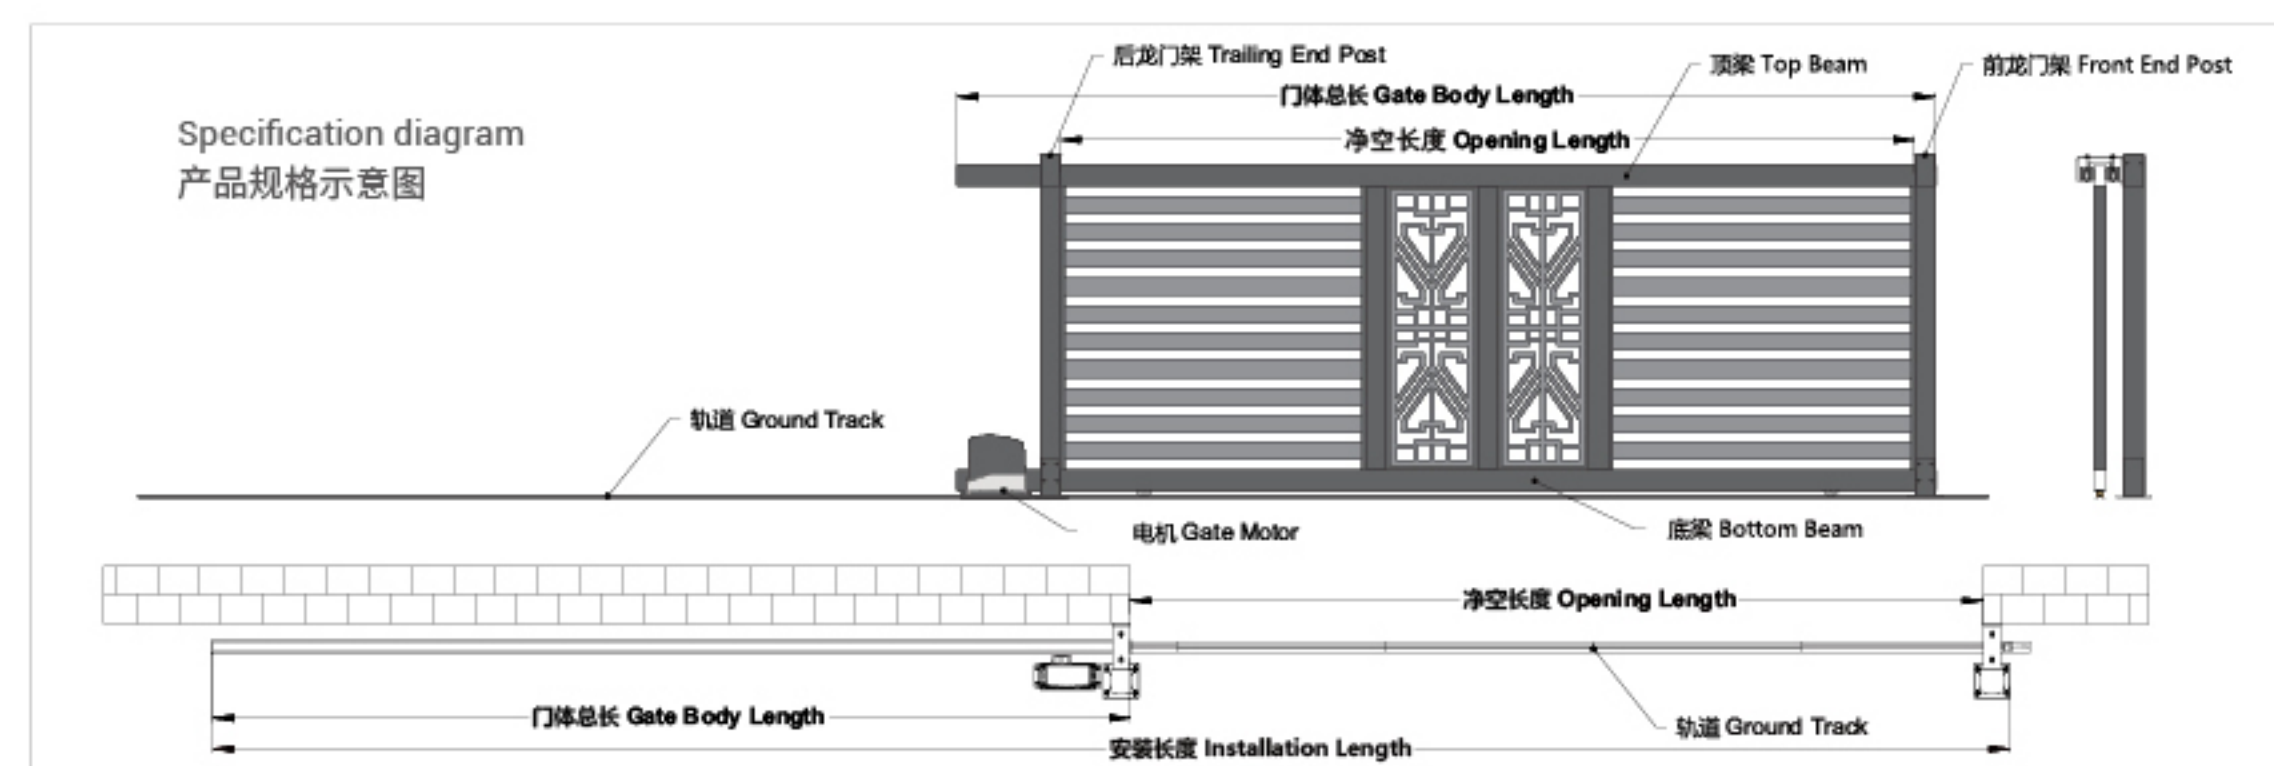 后龙门架 Trailing End Post
顶梁 Top Beam
前龙门架 Front End Post
门体总长 Gate Body Length
Specification diagram
产品规格示意图
净空长度 Opening Length
轨道 Ground Track
电机 Gate Motor
底梁 Bottom Beam
净空长度 Opening Length
门体总长 Gate Body Length
轨道 Ground Track
安装长度 Installation Length